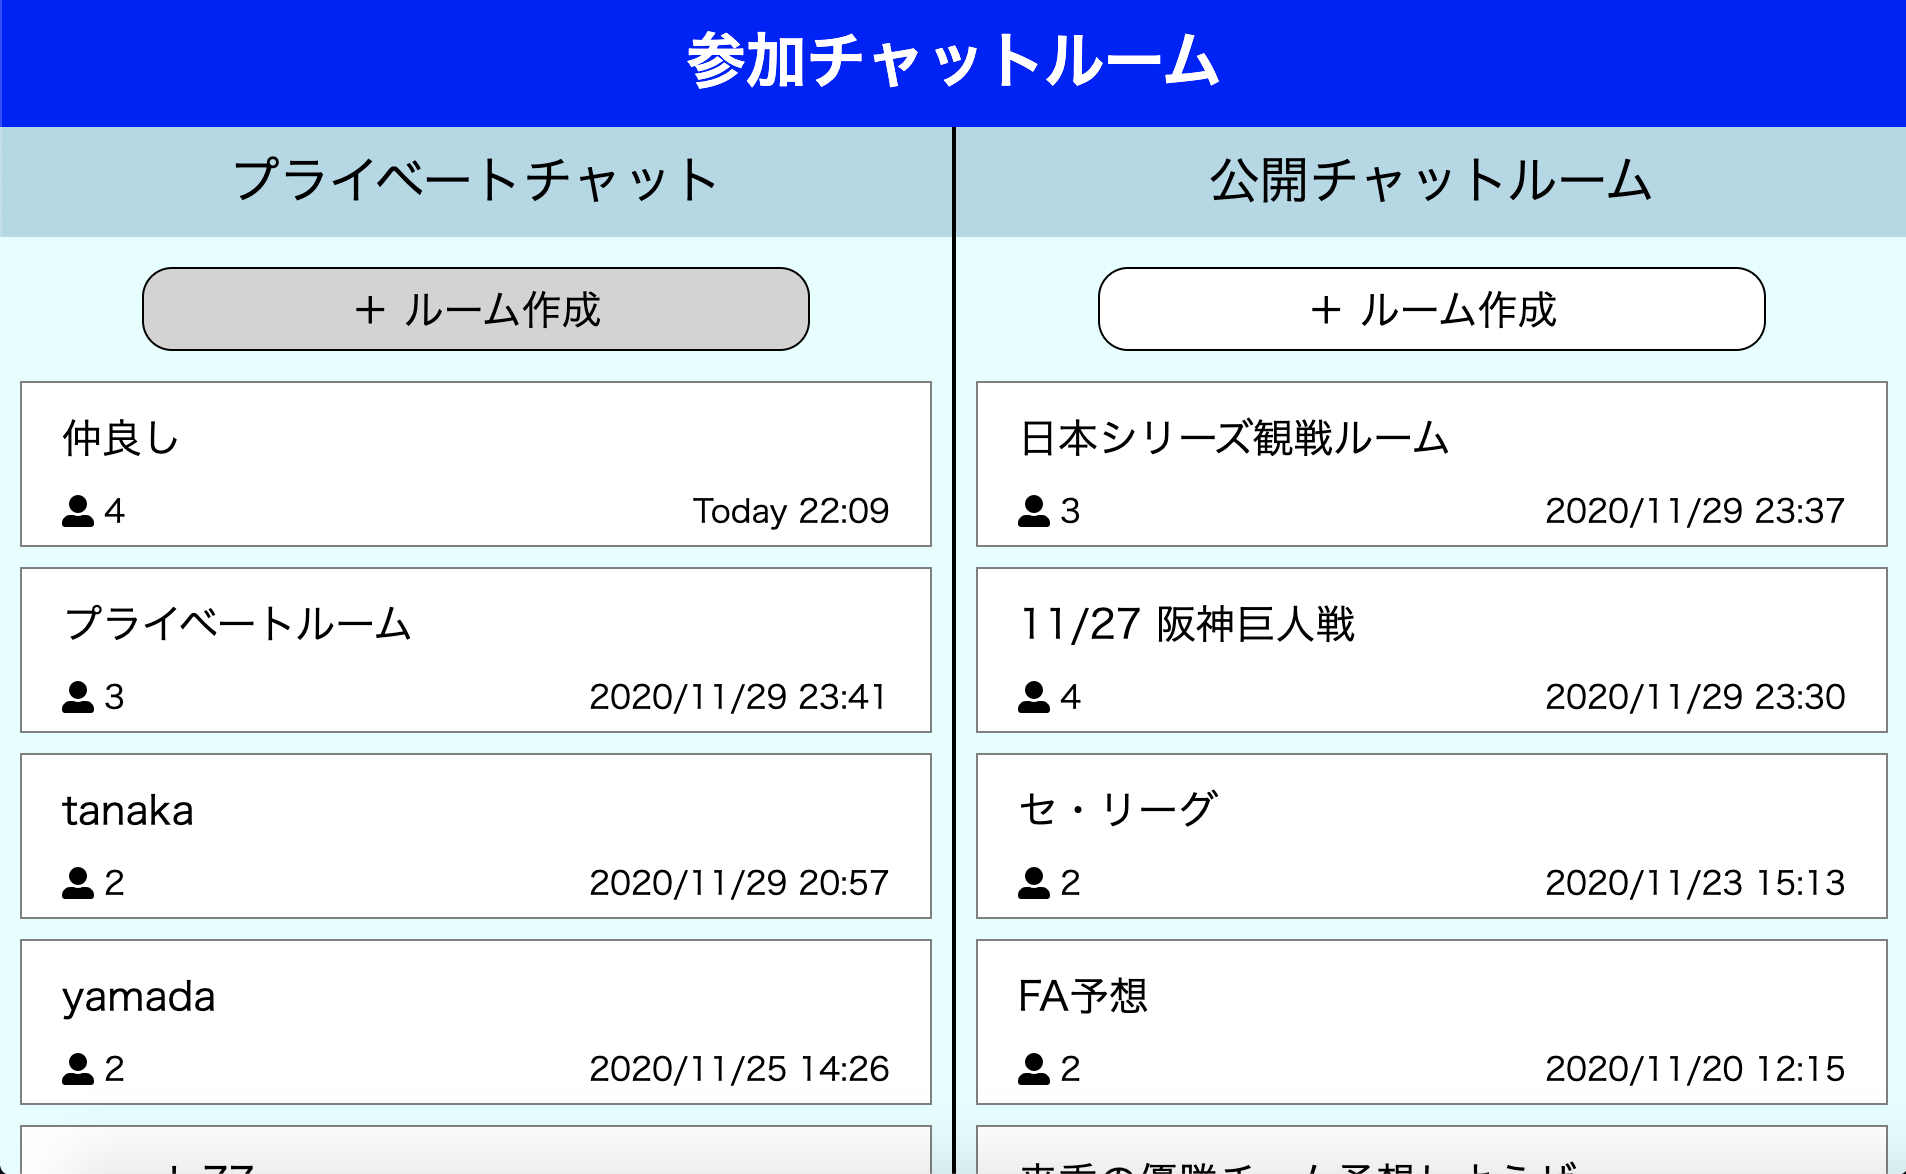 参加チャットルーム
プライベートチャット
+ ルーム作成
仲良し
4 Today 22:09
プライベートルーム
3 2020/11/29 23:41
tanaka
2 2020/11/29 20:57
yamada
2 2020/11/25 14:26
公開チャットルーム
+ ルーム作成
日本シリーズ観戦ルーム
3 2020/11/29 23:37
11/27 阪神巨人戦
4 2020/11/29 23:30
セ・リーグ
2 2020/11/23 15:13
FA予想
2 2020/11/20 12:15